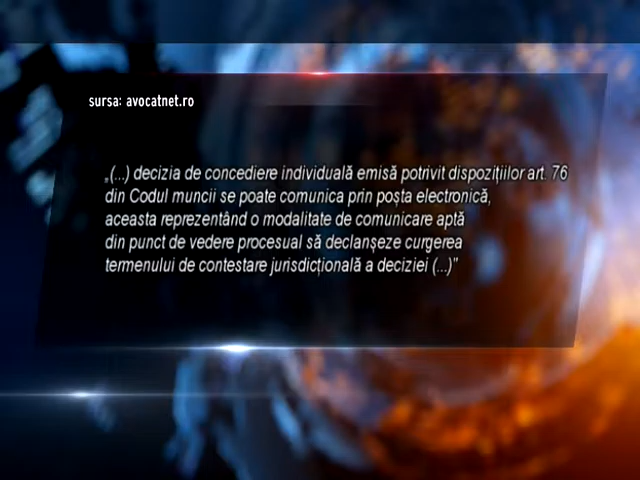 sursa: avocatnet.ro
„(...) decizia de concediere individuală emisă potrivit dispozițiilor art. 76
din Codul muncii se poate comunica prin poșta electronică,
aceasta reprezentând o modalitate de comunicare aptă
din punct de vedere procesual să declanșeze curgerea
termenului de contestare jurisdicțională a deciziei (...)”